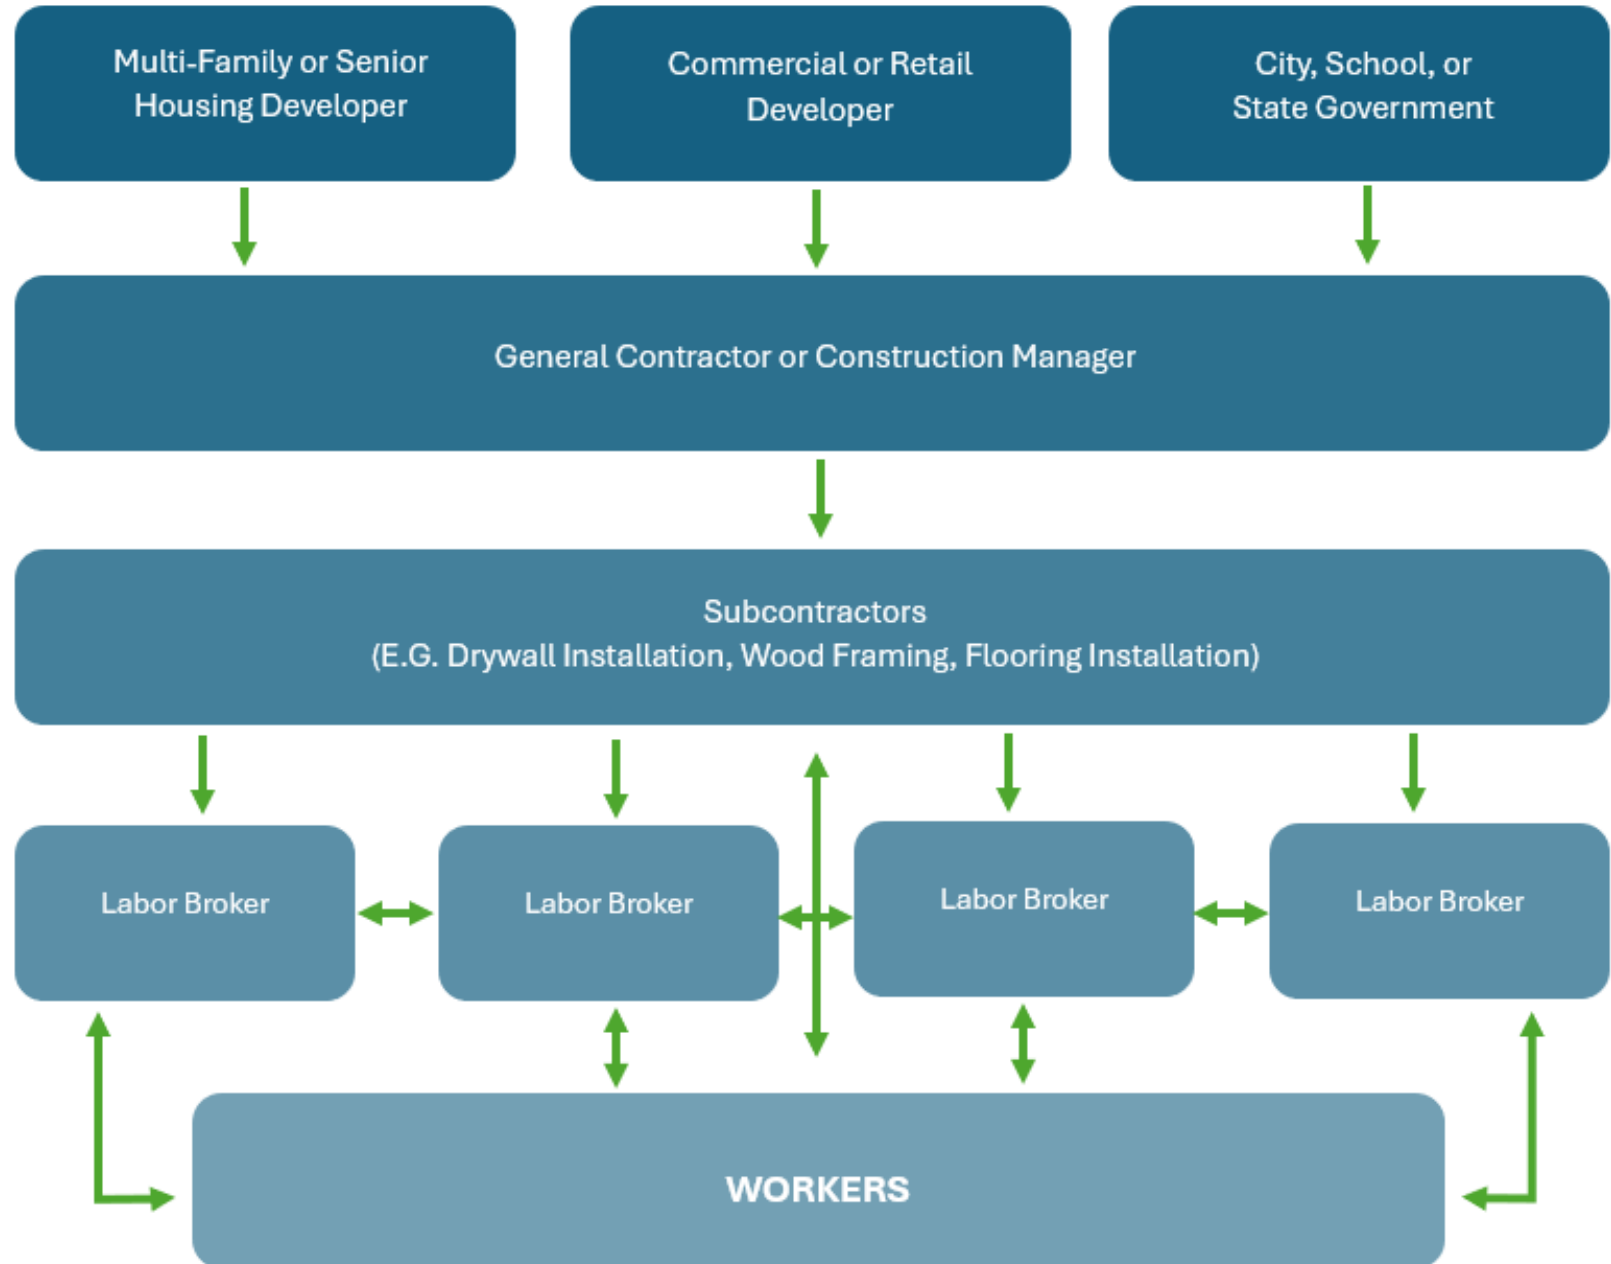 Multi-Family or Senior
Housing Developer
Commercial or Retail
Developer
City, School, or
State Government
General Contractor or Construction Manager
Subcontractors
(E.G. Drywall Installation, Wood Framing, Flooring Installation)
Labor Broker
Labor Broker
Labor Broker
Labor Broker
WORKERS